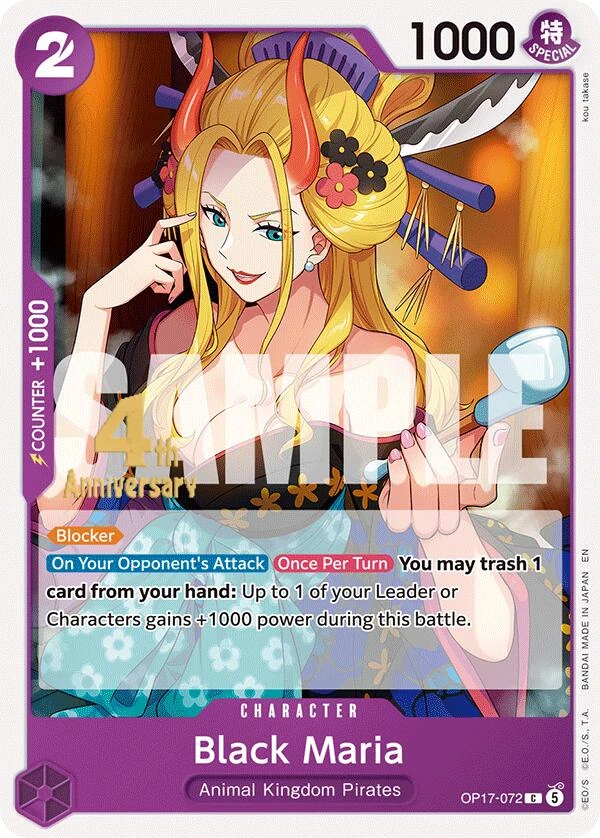 2
1000
特
SPECIAL
kou takase
COUNTER +1000
SAMPLE
4th
Anniversary
Blocker
On Your Opponent's Attack Once Per Turn You may trash 1
card from your hand: Up to 1 of your Leader or
Characters gains +1000 power during this battle.
CHARACTER
Black Maria
Animal Kingdom Pirates
OP17-072 C 5
©EO/S ©E.O./S., T.A. BANDAI MADE IN JAPAN EN